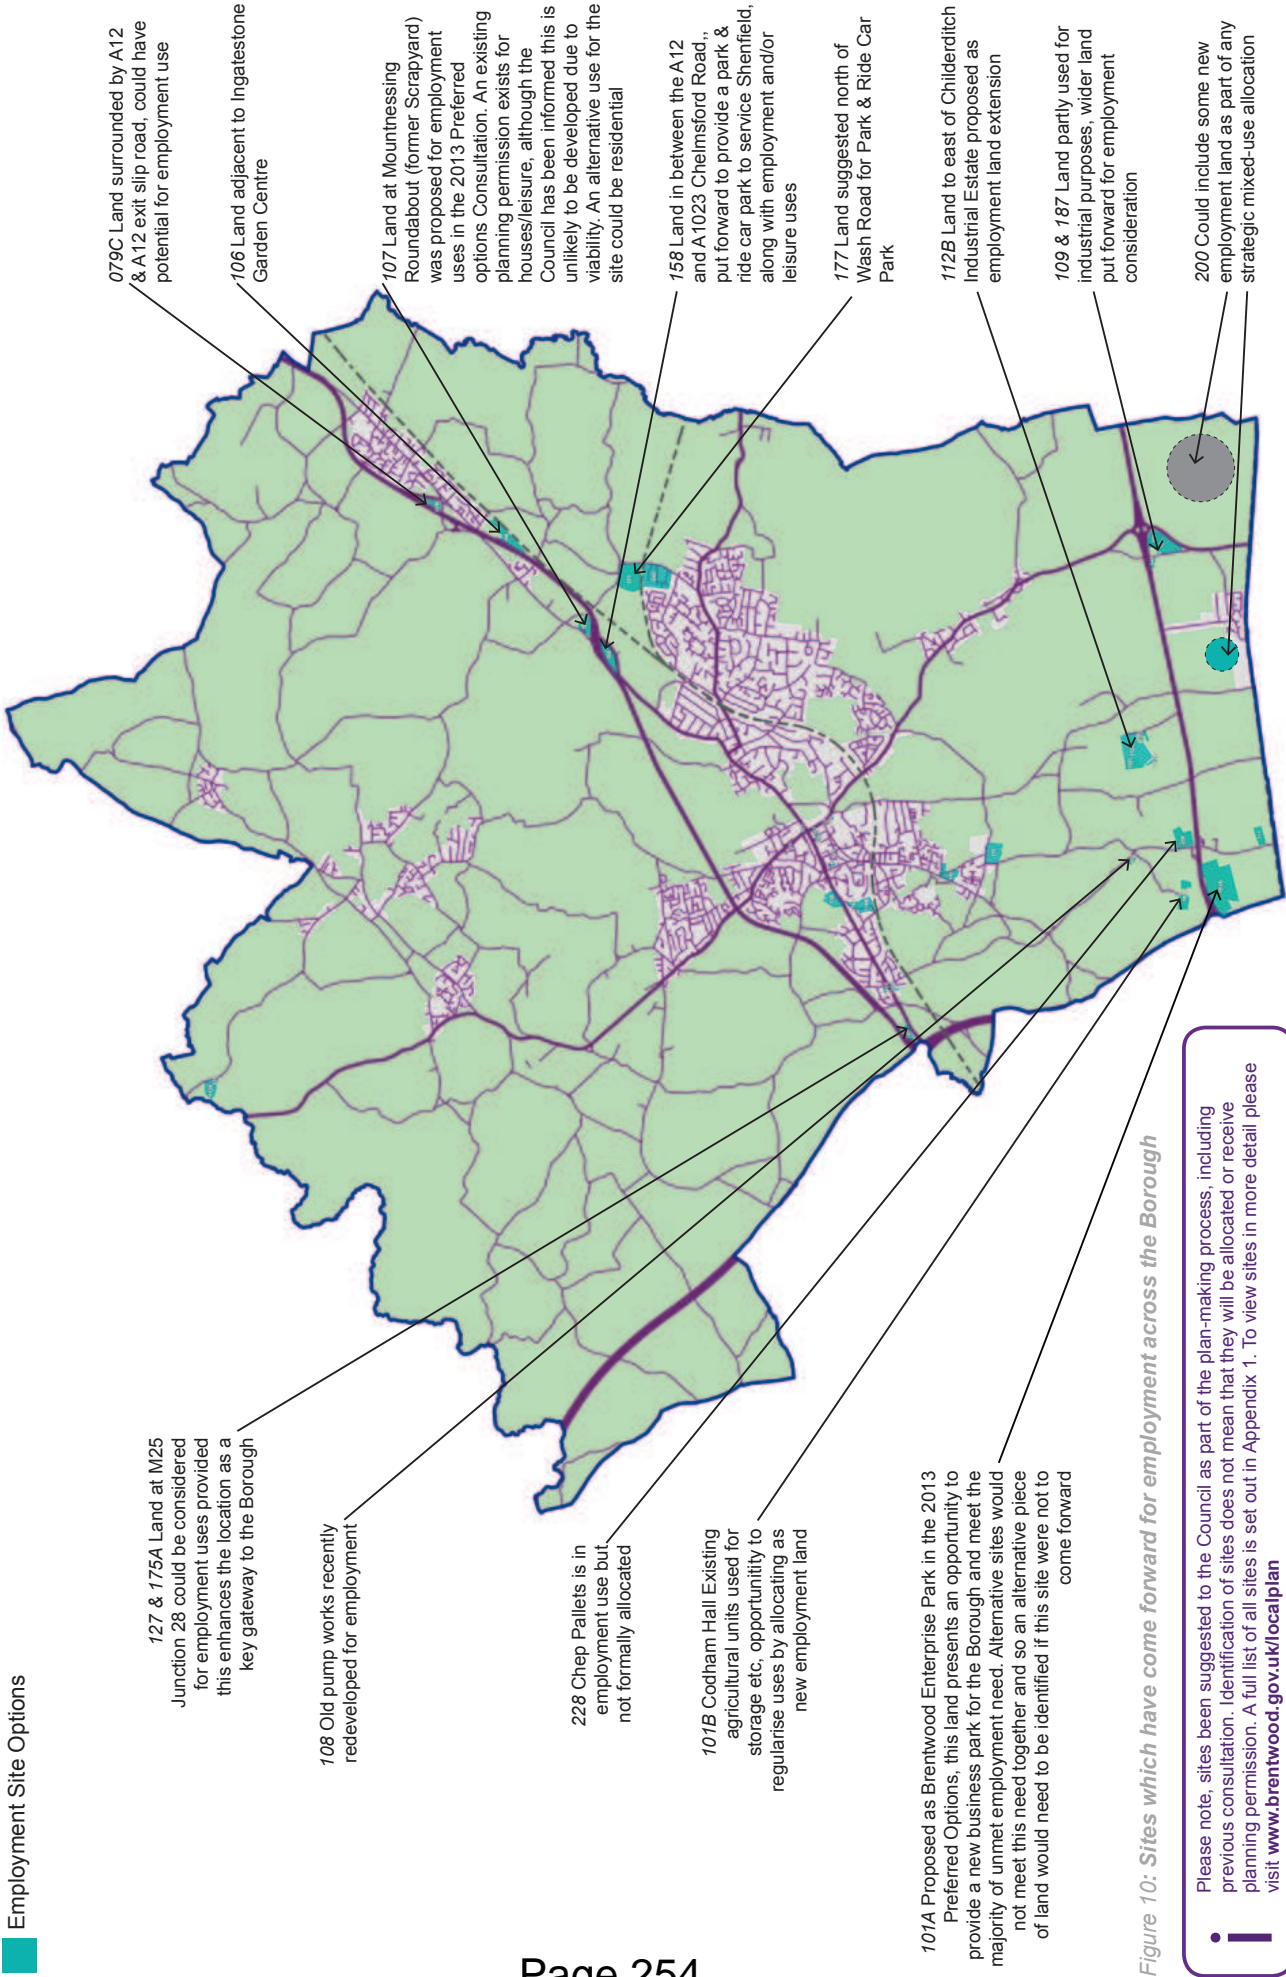 Employment Site Options
127 & 175A Land at M25
Junction 28 could be considered
for employment uses provided
this enhances the location as a
key gateway to the Borough
108 Old pump works recently
redeveloped for employment
228 Chep Pallets is in
employment use but
not formally allocated
101B Codham Hall Existing
agricultural units used for
storage etc, opportunitity to
regularise uses by allocating as
new employment land
101A Proposed as Brentwood Enterprise Park in the 2013
Preferred Options, this land presents an opportunity to
provide a new business park for the Borough and meet the
majority of unmet employment need. Alternative sites would
not meet this need together and so an alternative piece
of land would need to be identified if this site were not to
come forward
079C Land surrounded by A12
& A12 exit slip road, could have
potential for employment use
106 Land adjacent to Ingatestone
Garden Centre
107 Land at Mountnessing
Roundabout (former Scrapyard)
was proposed for employment
uses in the 2013 Preferred
options Consultation. An existing
planning permission exists for
houses/leisure, although the
Council has been informed this is
unlikely to be developed due to
viability. An alternative use for the
site could be residential
158 Land in between the A12
and A1023 Chelmsford Road,,
put forward to provide a park &
ride car park to service Shenfield,
along with employment and/or
leisure uses
177 Land suggested north of
Wash Road for Park & Ride Car
Park
112B Land to east of Childerditch
Industrial Estate proposed as
employment land extension
109 & 187 Land partly used for
industrial purposes, wider land
put forward for employment
consideration
200 Could include some new
employment land as part of any
strategic mixed-use allocation
Figure 10: Sites which have come forward for employment across the Borough
i
Please note, sites been suggested to the Council as part of the plan-making process, including
previous consultation. Identification of sites does not mean that they will be allocated or receive
planning permission. A full list of all sites is set out in Appendix 1. To view sites in more detail please
visit www.brentwood.gov.uk/localplan
Page 254